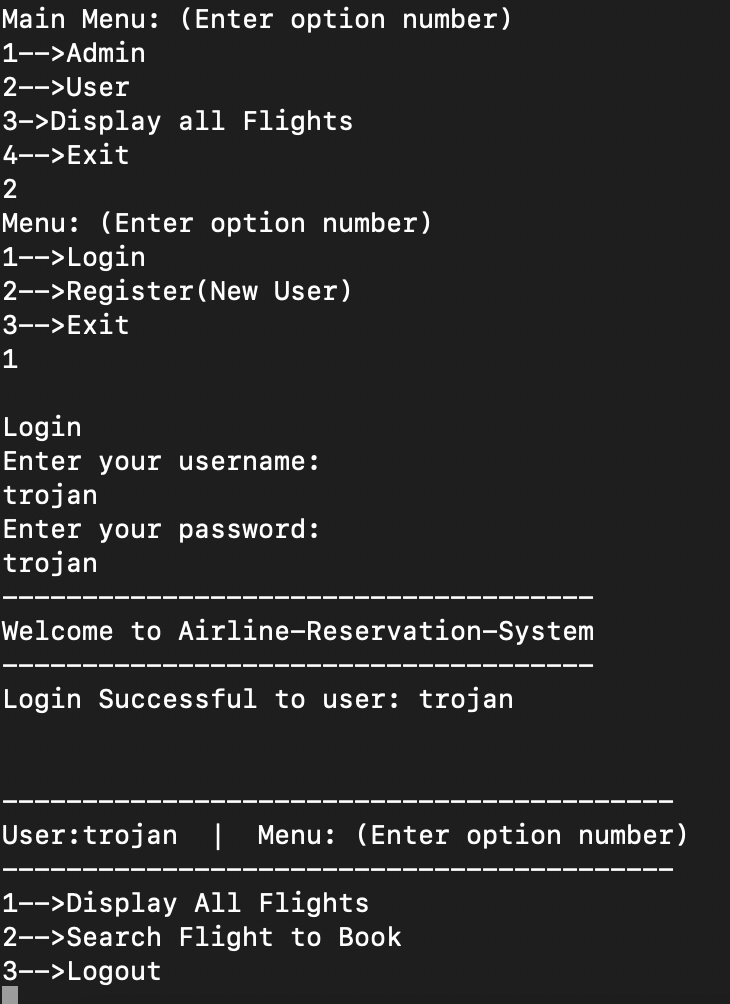 Main Menu: (Enter option number)
1-->Admin
2-->User
3->Display all Flights
4-->Exit
2
Menu: (Enter option number)
1-->Login
2-->Register(New User)
3-->Exit
1
Login
Enter your username:
trojan
Enter your password:
trojan
-------------------------------------
Welcome to Airline-Reservation-System
-------------------------------------
Login Successful to user: trojan
------------------------------------------
User:trojan  |  Menu: (Enter option number)
------------------------------------------
1-->Display All Flights
2-->Search Flight to Book
3-->Logout